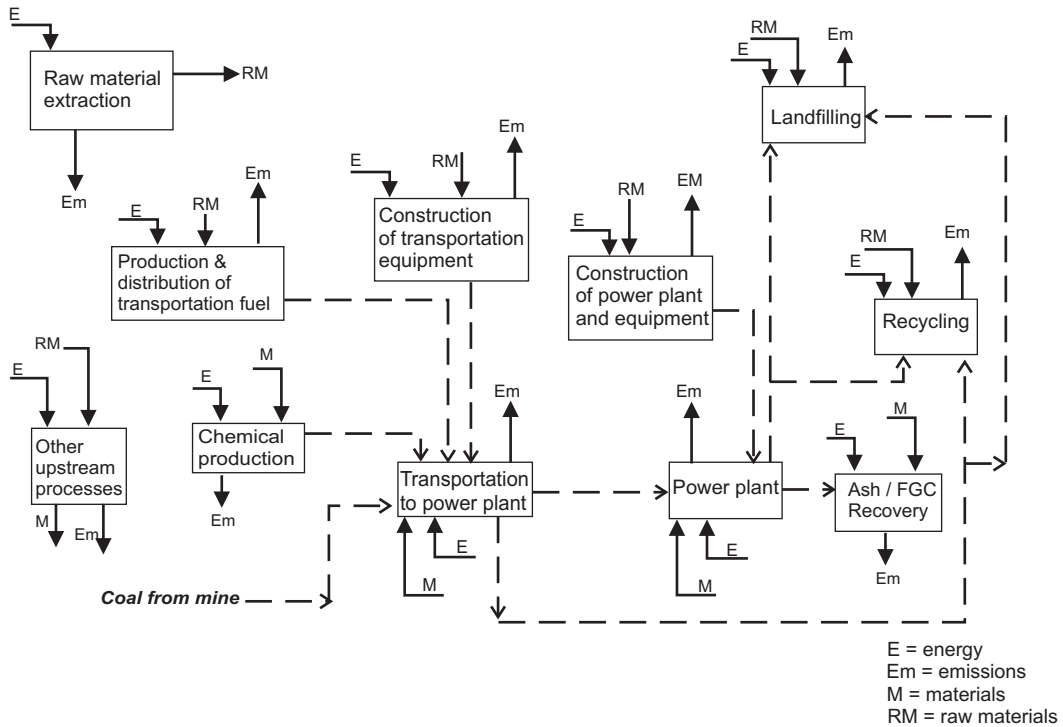 E
Raw material
extraction
RM
Em
E
RM
Em
Production &
distribution of
transportation fuel
E
RM
Em
Construction
of transportation
equipment
E
RM
EM
Construction
of power plant
and equipment
RM
E
Em
Landfilling
RM
E
Em
Recycling
RM
E
Other
upstream
processes
M
Em
E
M
Chemical
production
Em
Em
Transportation
to power plant
E
M
Em
Power plant
E
M
M
E
Ash / FGC
Recovery
Em
Coal from mine
E = energy
Em = emissions
M = materials
RM = raw materials